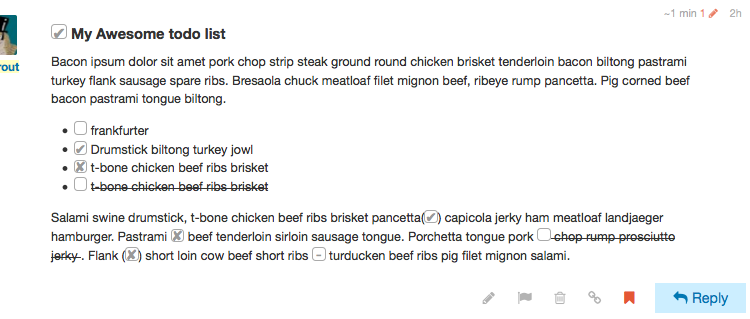 ~1 min 1 2h
My Awesome todo list
rout
Bacon ipsum dolor sit amet pork chop strip steak ground round chicken brisket tenderloin bacon biltong pastrami
turkey flank sausage spare ribs. Bresaola chuck meatloaf filet mignon beef, ribeye rump pancetta. Pig corned beef
bacon pastrami tongue biltong.
• ☐ frankfurter
• ☑ Drumstick biltong turkey jowl
• ☒ t-bone chicken beef ribs brisket
• ☐ t-bone chicken beef ribs brisket
Salami swine drumstick, t-bone chicken beef ribs brisket pancetta(☑) capicola jerky ham meatloaf landjaeger
hamburger. Pastrami ☒ beef tenderloin sirloin sausage tongue. Porchetta tongue pork ☐ chop rump prosciutto
jerky . Flank (☒) short loin cow beef short ribs ⊟ turducken beef ribs pig filet mignon salami.
Reply